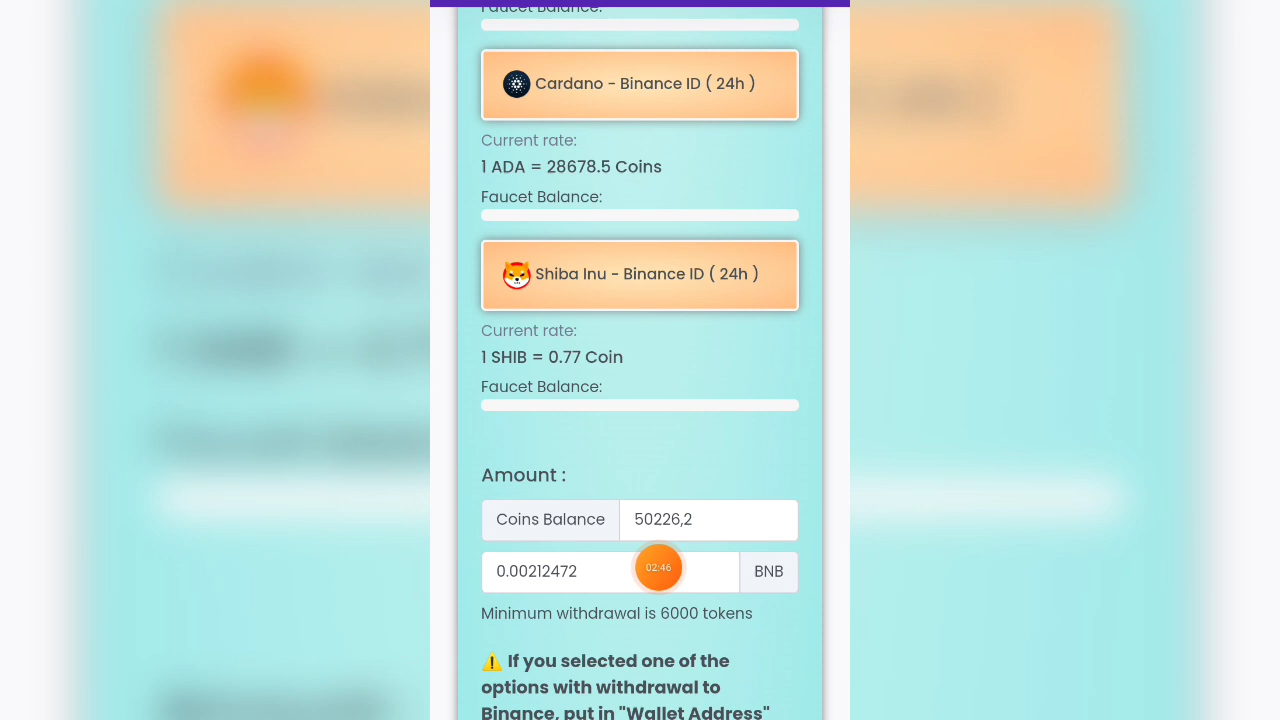 Faucet Balance:
Cardano - Binance ID ( 24h )
Current rate:
1 ADA = 28678.5 Coins
Faucet Balance:
Shiba Inu - Binance ID ( 24h )
Current rate:
1 SHIB = 0.77 Coin
Faucet Balance:
Amount :
Coins Balance 50226,2
0.00212472 02:46 BNB
Minimum withdrawal is 6000 tokens
⚠️ If you selected one of the
options with withdrawal to
Binance, put in "Wallet Address"